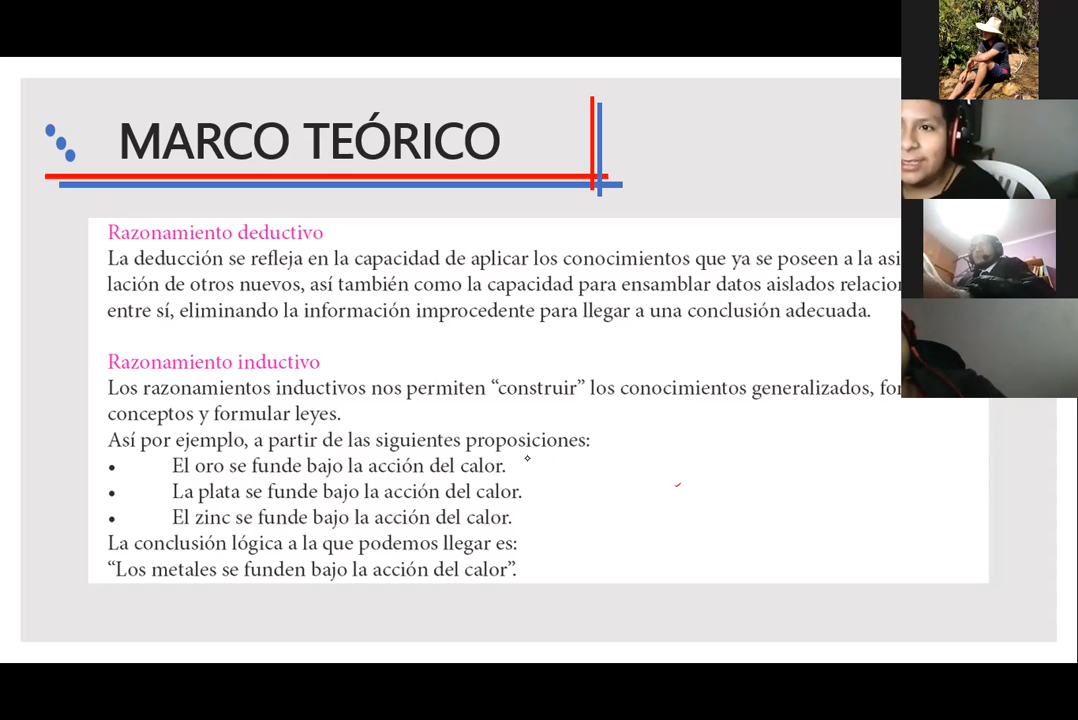 MARCO TEÓRICO
Razonamiento deductivo
La deducción se refleja en la capacidad de aplicar los conocimientos que ya se poseen a la asi
lación de otros nuevos, así también como la capacidad para ensamblar datos aislados relacion
entre sí, eliminando la información improcedente para llegar a una conclusión adecuada.
Razonamiento inductivo
Los razonamientos inductivos nos permiten “construir” los conocimientos generalizados, for
conceptos y formular leyes.
Así por ejemplo, a partir de las siguientes proposiciones:
• El oro se funde bajo la acción del calor.
• La plata se funde bajo la acción del calor.
• El zinc se funde bajo la acción del calor.
La conclusión lógica a la que podemos llegar es:
“Los metales se funden bajo la acción del calor”.